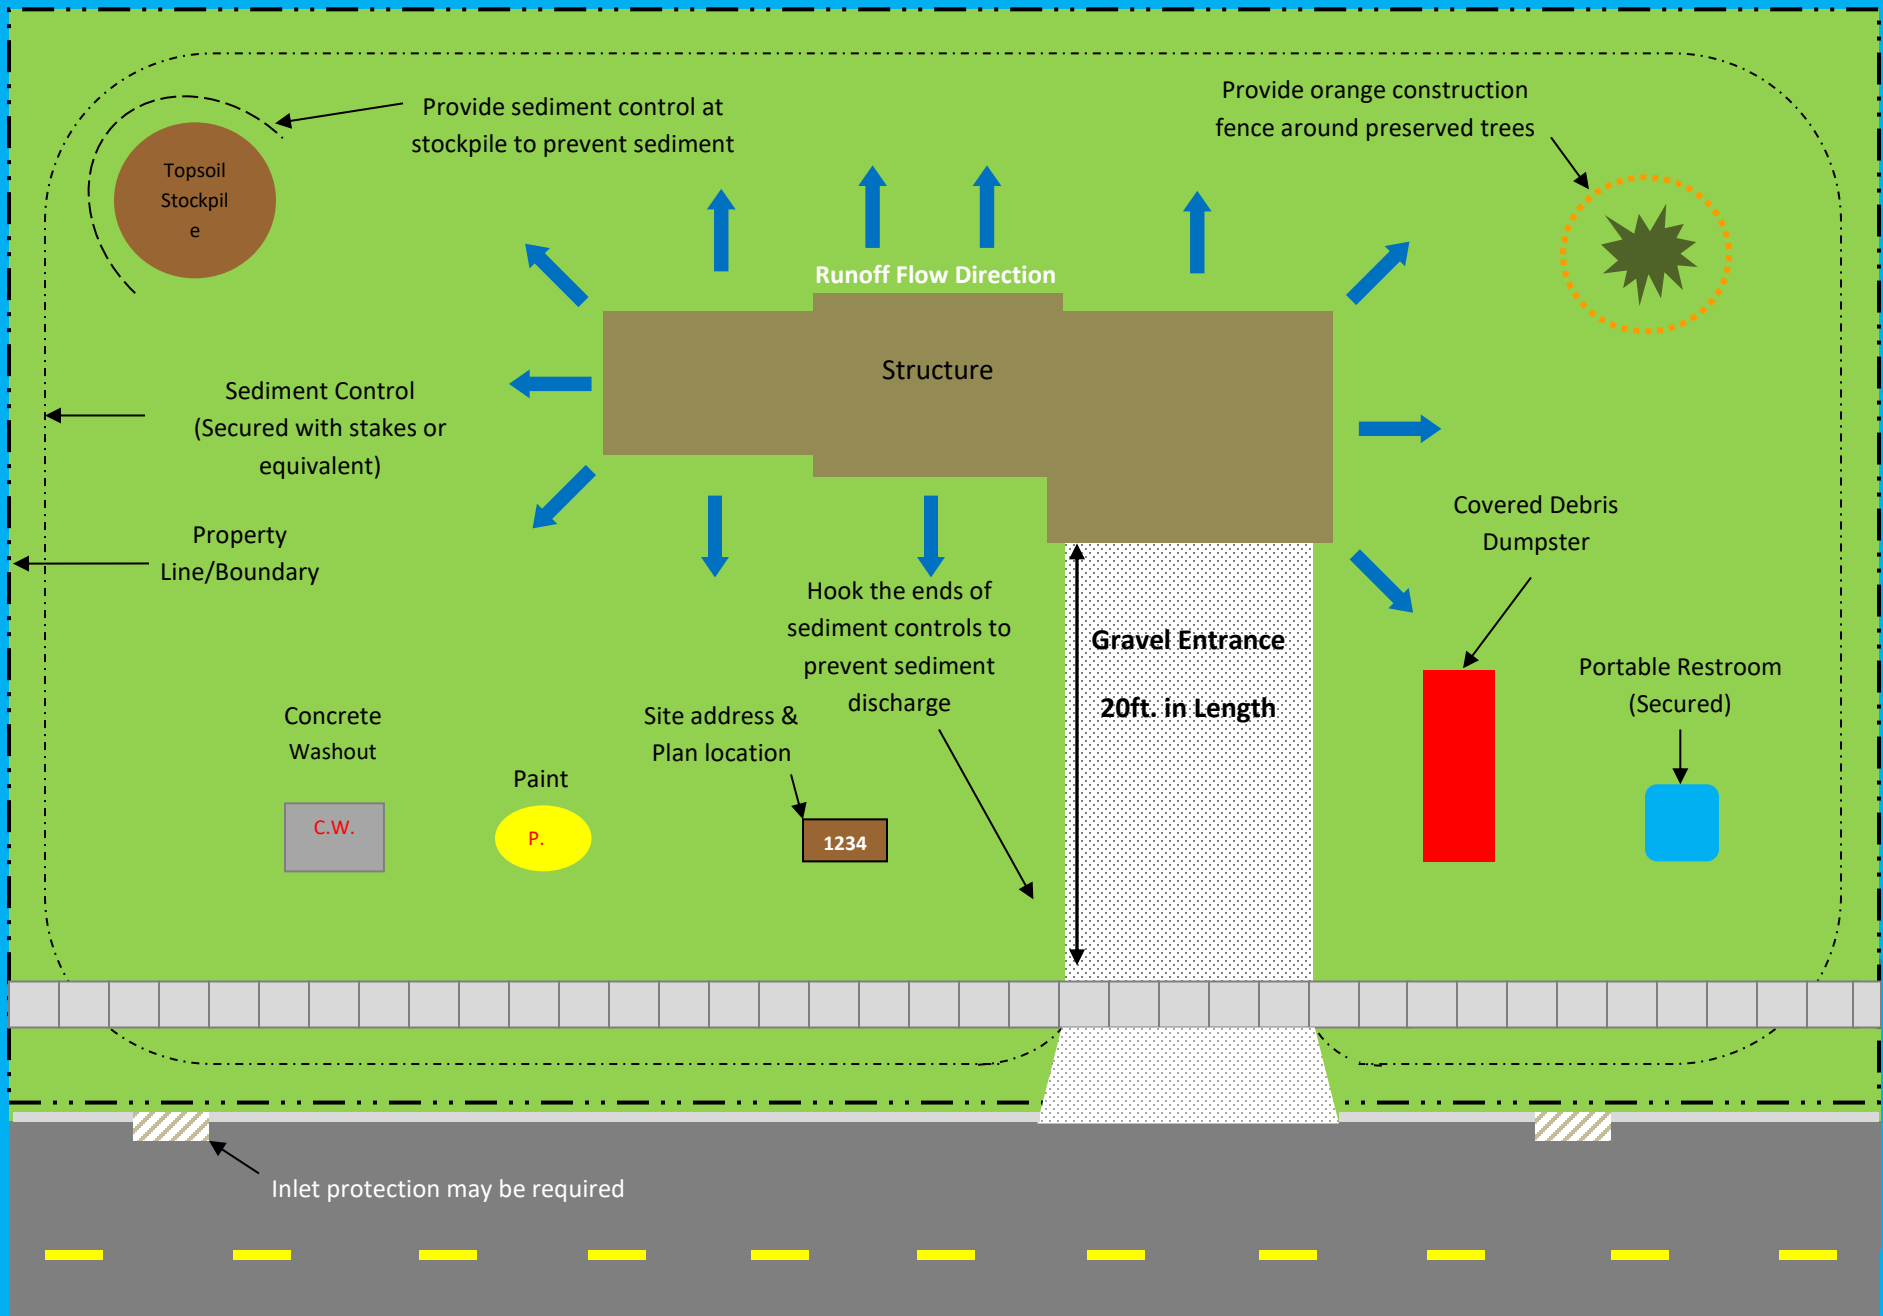 Provide sediment control at
stockpile to prevent sediment
Provide orange construction
fence around preserved trees
Topsoil
Stockpil
e
Runoff Flow Direction
Structure
Sediment Control
(Secured with stakes or
equivalent)
Property
Line/Boundary
Covered Debris
Dumpster
Hook the ends of
sediment controls to
prevent sediment
discharge
Gravel Entrance
20ft. in Length
Portable Restroom
(Secured)
Concrete
Washout
Paint
Site address &
Plan location
C.W.
P.
1234
Inlet protection may be required